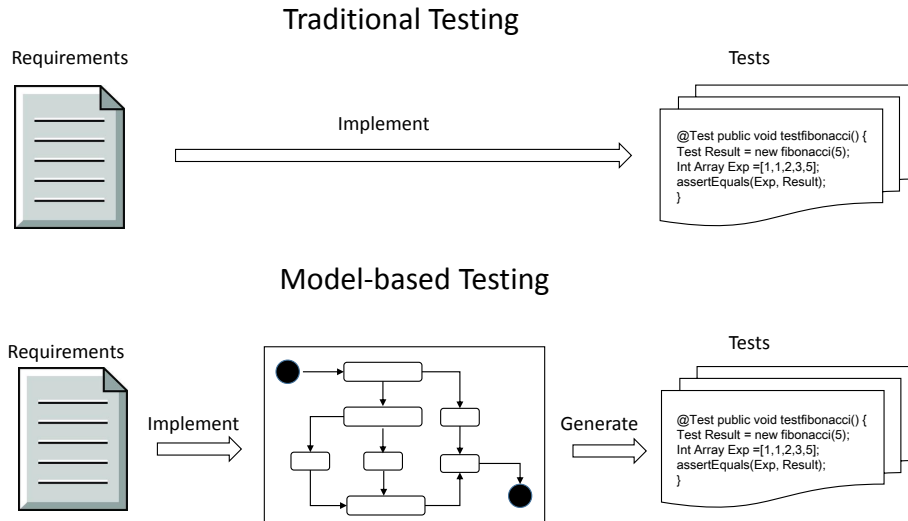 Traditional Testing
Requirements
Tests
Implement
@Test public void testfibonacci() {
Test Result = new fibonacci(5);
Int Array Exp =[1,1,2,3,5];
assertEquals(Exp, Result);
}
Model-based Testing
Requirements
Tests
Implement
Generate
@Test public void testfibonacci() {
Test Result = new fibonacci(5);
Int Array Exp =[1,1,2,3,5];
assertEquals(Exp, Result);
}